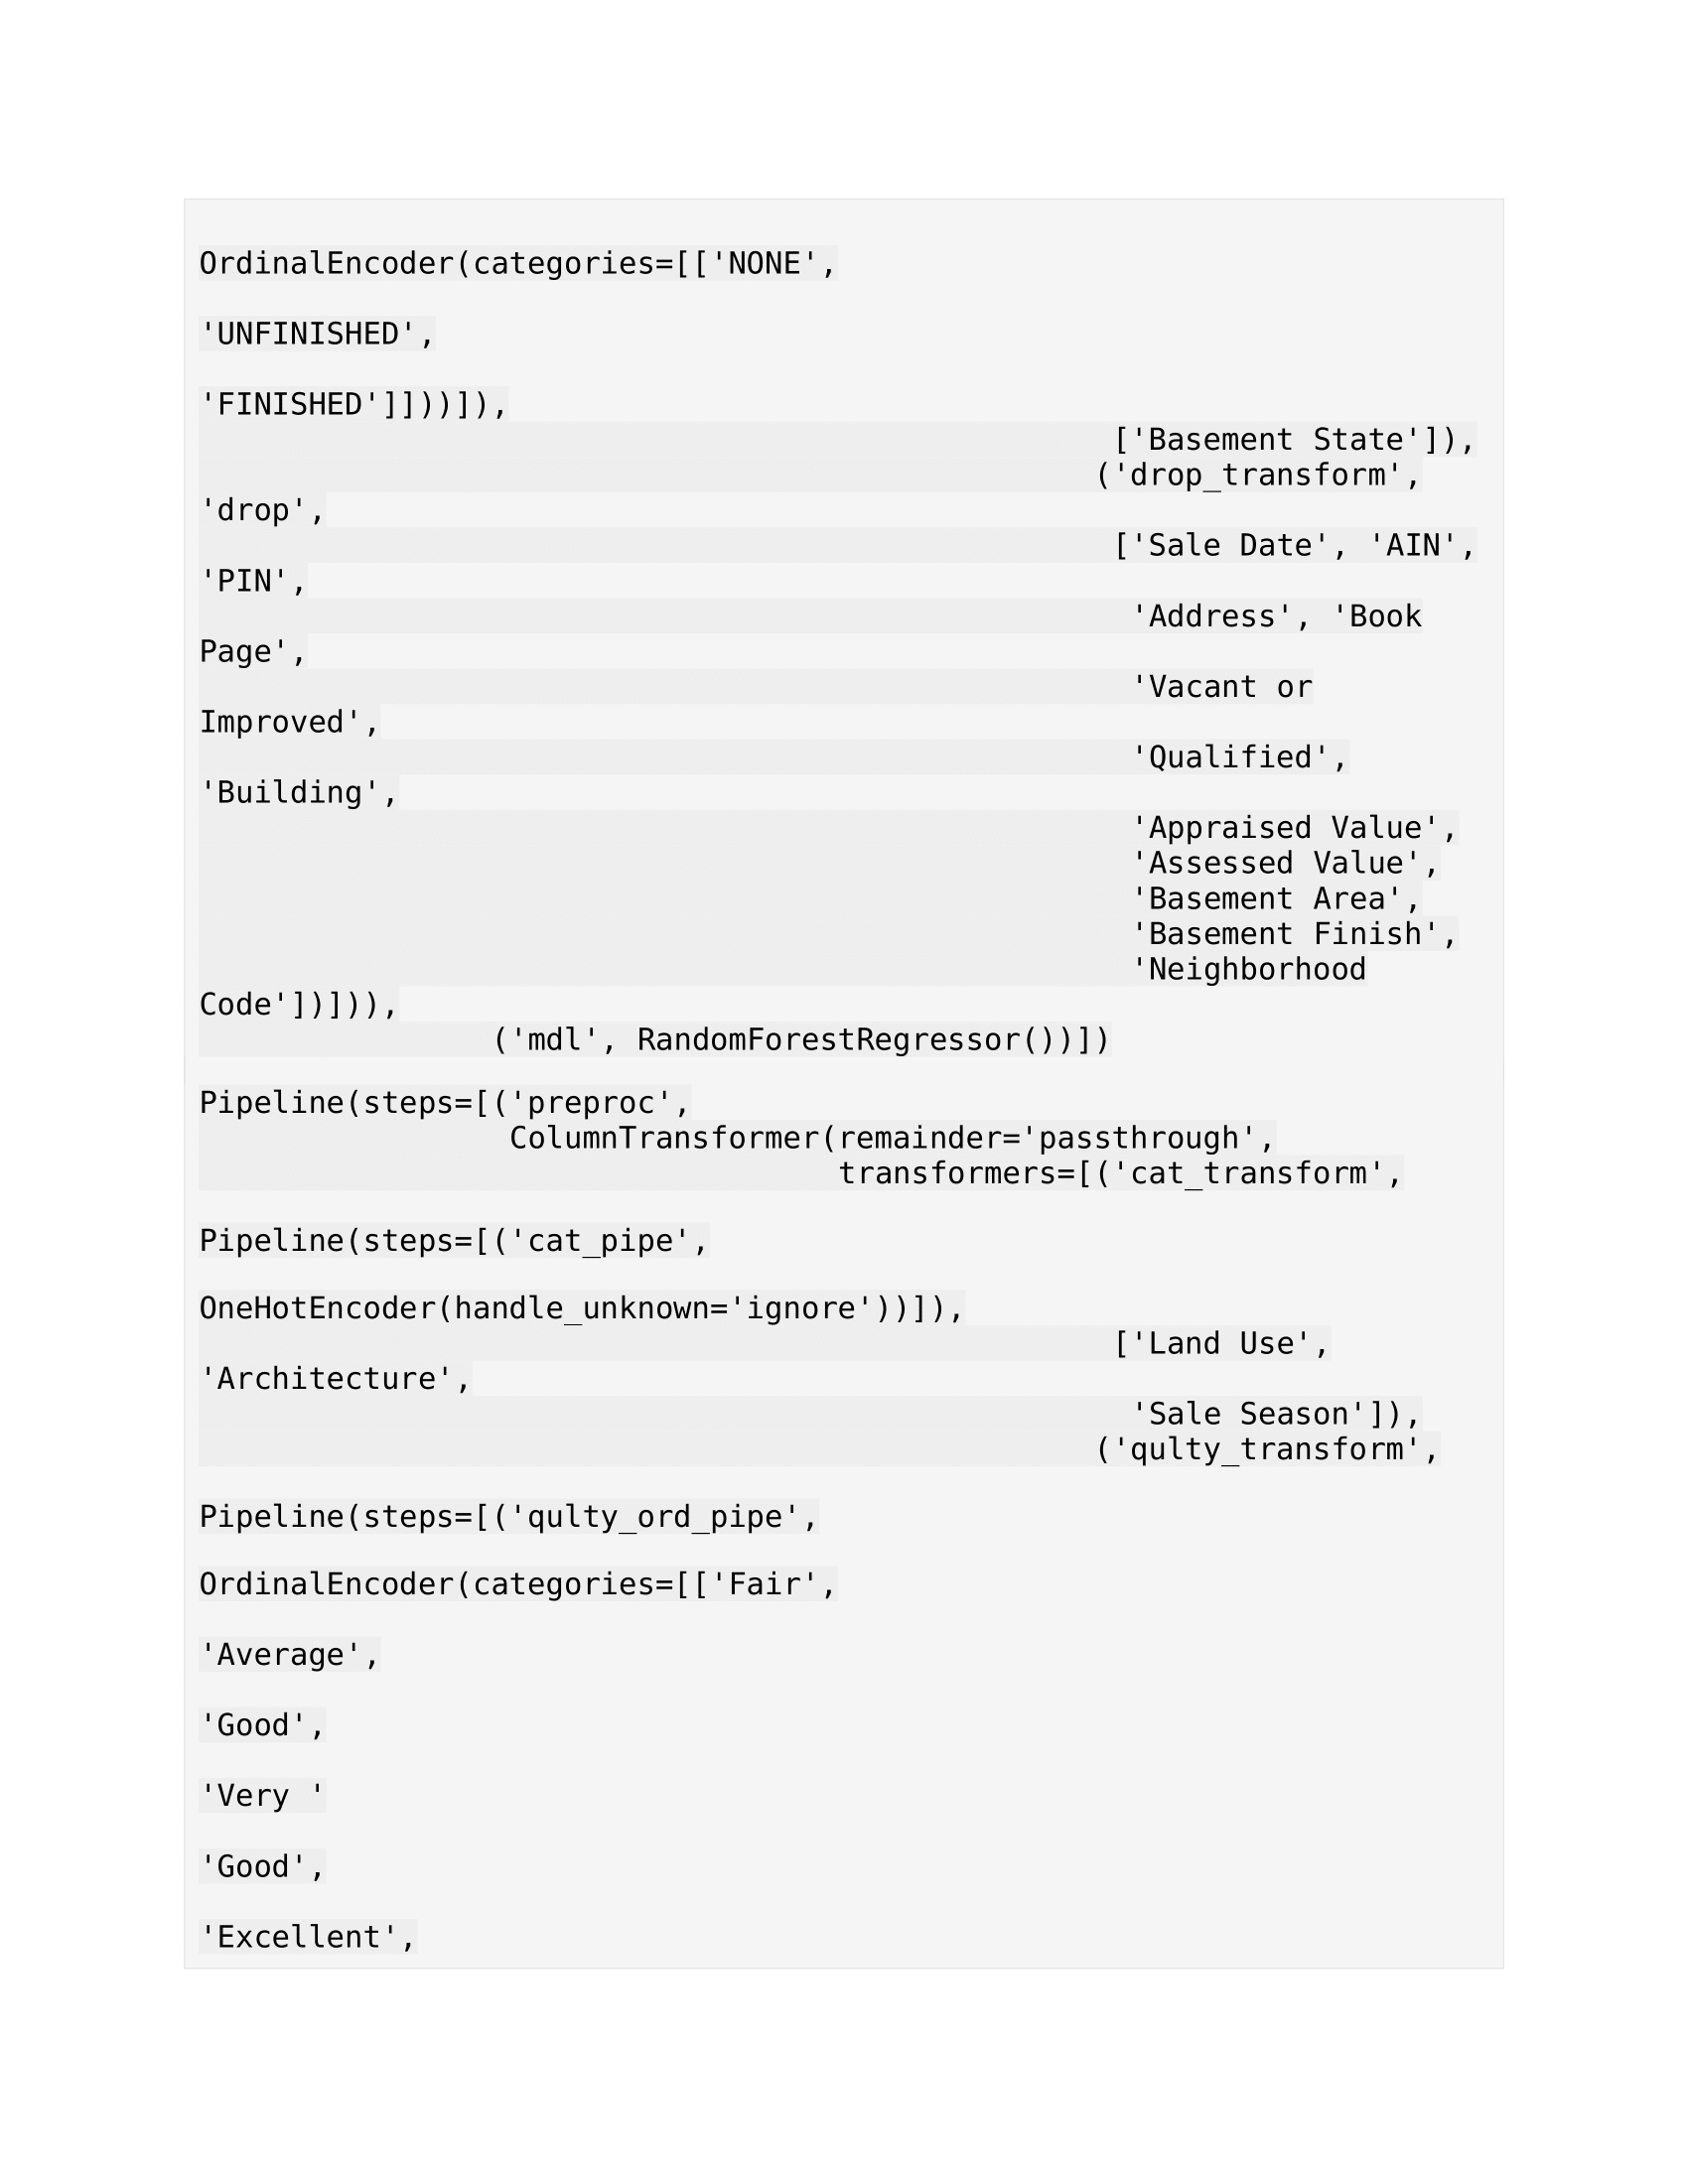 OrdinalEncoder(categories=[['NONE',
'UNFINISHED',
'FINISHED']]))]),
['Basement State']),
('drop_transform',
'drop',
['Sale Date', 'AIN',
'PIN',
'Address', 'Book
Page',
'Vacant or
Improved',
'Qualified',
'Building',
'Appraised Value',
'Assessed Value',
'Basement Area',
'Basement Finish',
'Neighborhood
Code'])])),
('mdl', RandomForestRegressor())])
Pipeline(steps=[('preproc',
ColumnTransformer(remainder='passthrough',
transformers=[('cat_transform',
Pipeline(steps=[('cat_pipe',
OneHotEncoder(handle_unknown='ignore'))]),
['Land Use',
'Architecture',
'Sale Season']),
('qulty_transform',
Pipeline(steps=[('qulty_ord_pipe',
OrdinalEncoder(categories=[['Fair',
'Average',
'Good',
'Very '
'Good',
'Excellent',